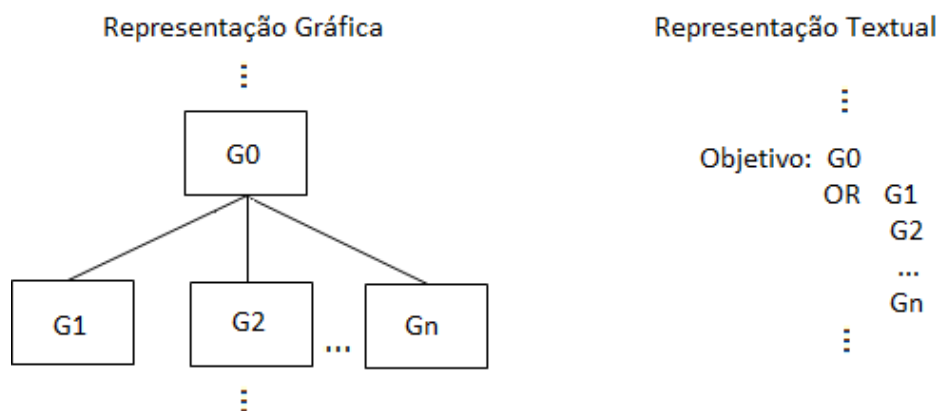 Representação Gráfica
G0
G1
G2
...
Gn
Representação Textual
Objetivo: G0
OR G1
G2
...
Gn